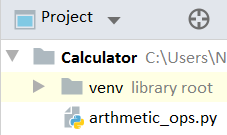 Project
Calculator C:\Users\N
venv library root
arthmetic_ops.py